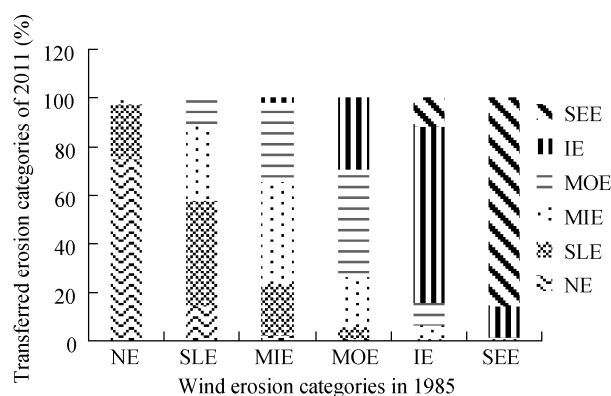 Transferred erosion categories of 2011 (%)
120
100
80
60
40
20
0
NE SLE MIE MOE IE SEE
Wind erosion categories in 1985
SEE
IE
MOE
MIE
SLE
NE